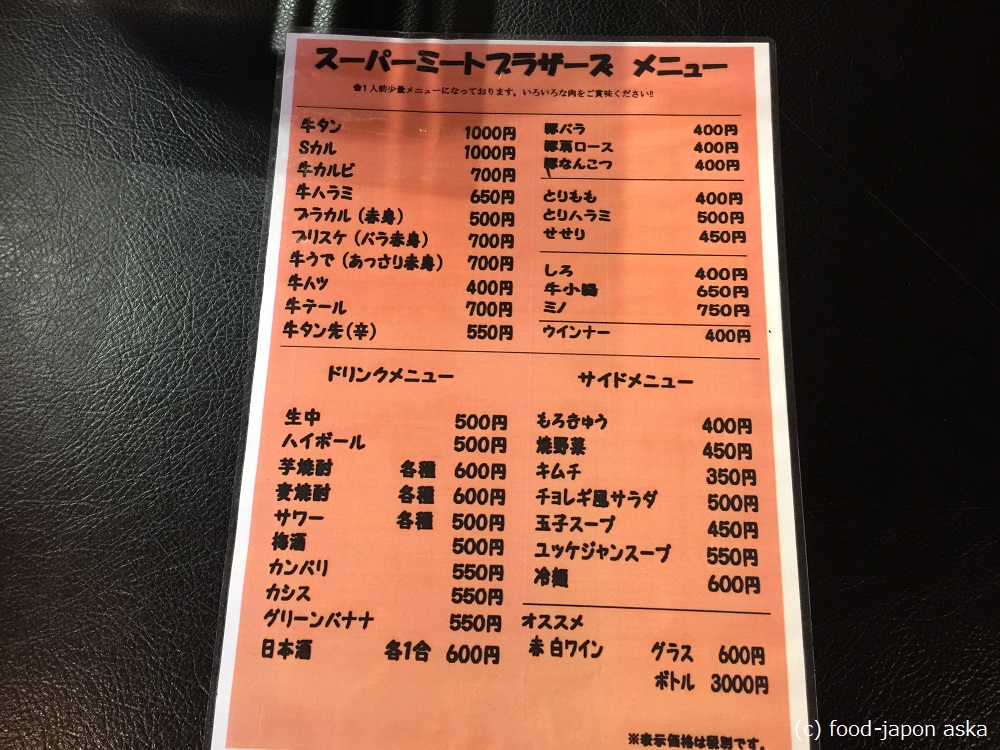 スーパーミートブラザーズ メニュー
✿1人前少量メニューになっております。いろいろな肉をご賞味ください!!
牛タン 1000円
Sカル 1000円
牛カルビ 700円
牛ハラミ 650円
ブラカル(赤身) 500円
ブリスケ(バラ赤身) 700円
牛うで(あっさり赤身) 700円
牛ハツ 400円
牛テール 700円
牛タン先(辛) 550円
豚バラ 400円
豚肩ロース 400円
豚なんこつ 400円
とりもも 400円
とりハラミ 500円
せせり 450円
しろ 400円
牛小腸 650円
ミノ 750円
ウインナー 400円
ドリンクメニュー
生中 500円
ハイボール 500円
芋焼酎 各種 600円
麦焼酎 各種 600円
サワー 各種 500円
梅酒 500円
カンパリ 550円
カシス 550円
グリーンバナナ 550円
日本酒 各1合 600円
サイドメニュー
もろきゅう 400円
焼野菜 450円
キムチ 350円
チョレギ風サラダ 500円
玉子スープ 450円
ユッケジャンスープ 550円
冷麺 600円
オススメ
赤 白ワイン グラス 600円
ボトル 3000円
※表示価格は税別です。
(c) food-japon aska